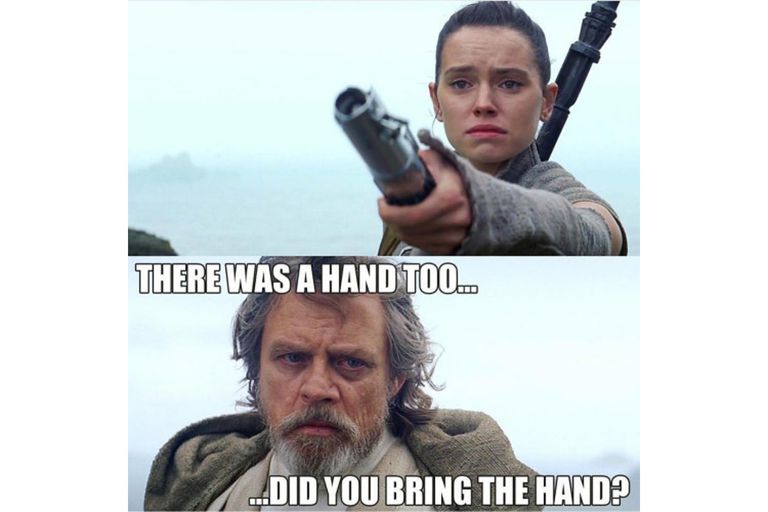 THERE WAS A HAND TOO...
...DID YOU BRING THE HAND?